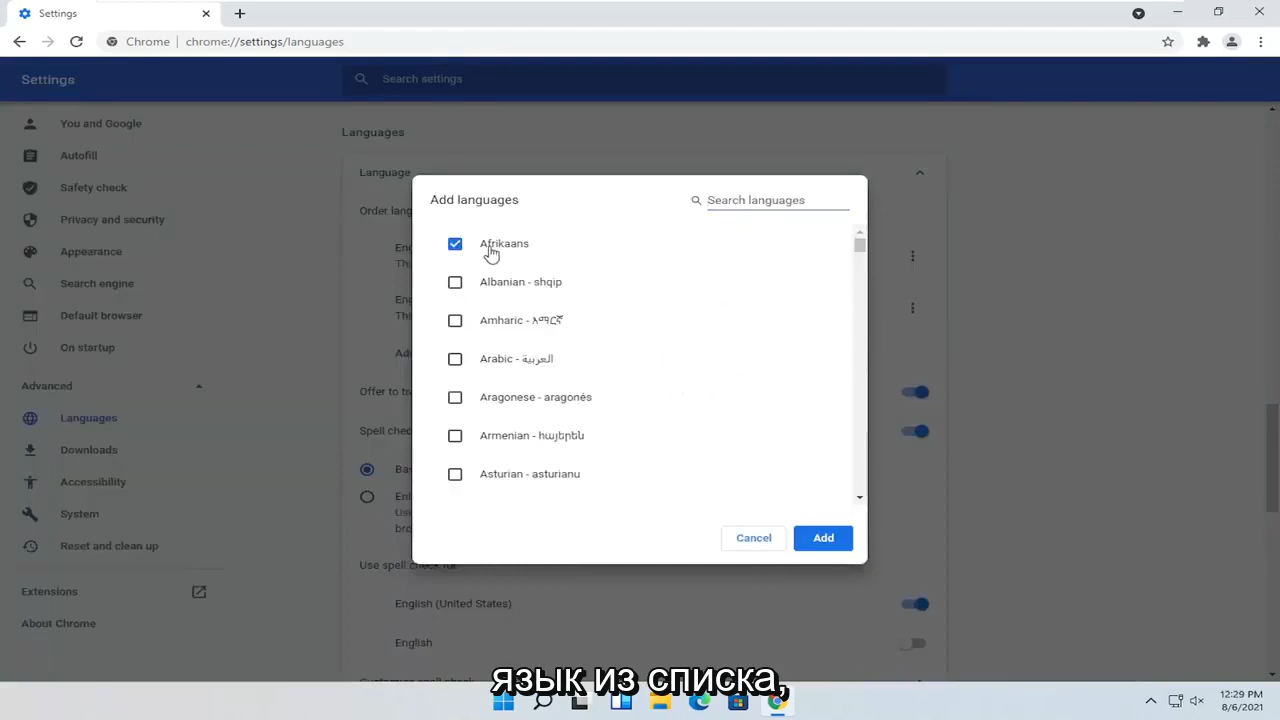 Settings
Chrome
chrome://settings/languages
Settings
Search settings
You and Google
Autofill
Safety check
Privacy and security
Appearance
Search engine
Default browser
On startup
Advanced
Languages
Downloads
Accessibility
System
Reset and clean up
Extensions
About Chrome
Languages
Language
Order
Offer to
Spell
Use spell check for
English (United States)
English
Customize spell check
Add languages
Search languages
Afrikaans
Albanian - shqip
Amharic - አማርኛ
Arabic - العربية
Aragonese - aragonés
Armenian - հայերեն
Asturian - asturianu
Cancel
Add
язык из списка,
12:29 PM
8/6/2021